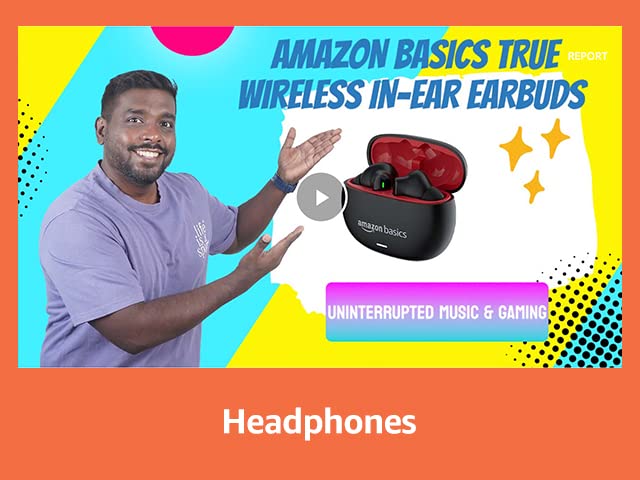 AMAZON BASICS TRUE
REPORT
WIRELESS IN-EAR EARBUDS
amazon basics
UNINTERRUPTED MUSIC & GAMING
Headphones